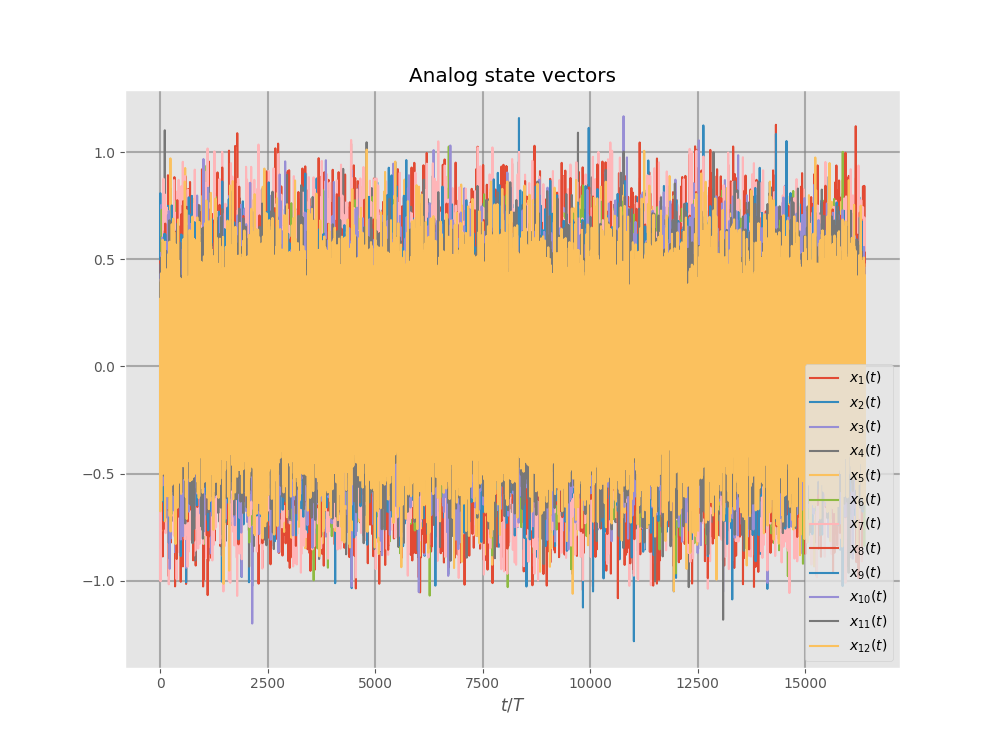 Analog state vectors
1.0
0.5
0.0
−0.5
−1.0
0 2500 5000 7500 10000 12500 15000
t/T
x₁(t)
x₂(t)
x₃(t)
x₄(t)
x₅(t)
x₆(t)
x₇(t)
x₈(t)
x₉(t)
x₁₀(t)
x₁₁(t)
x₁₂(t)